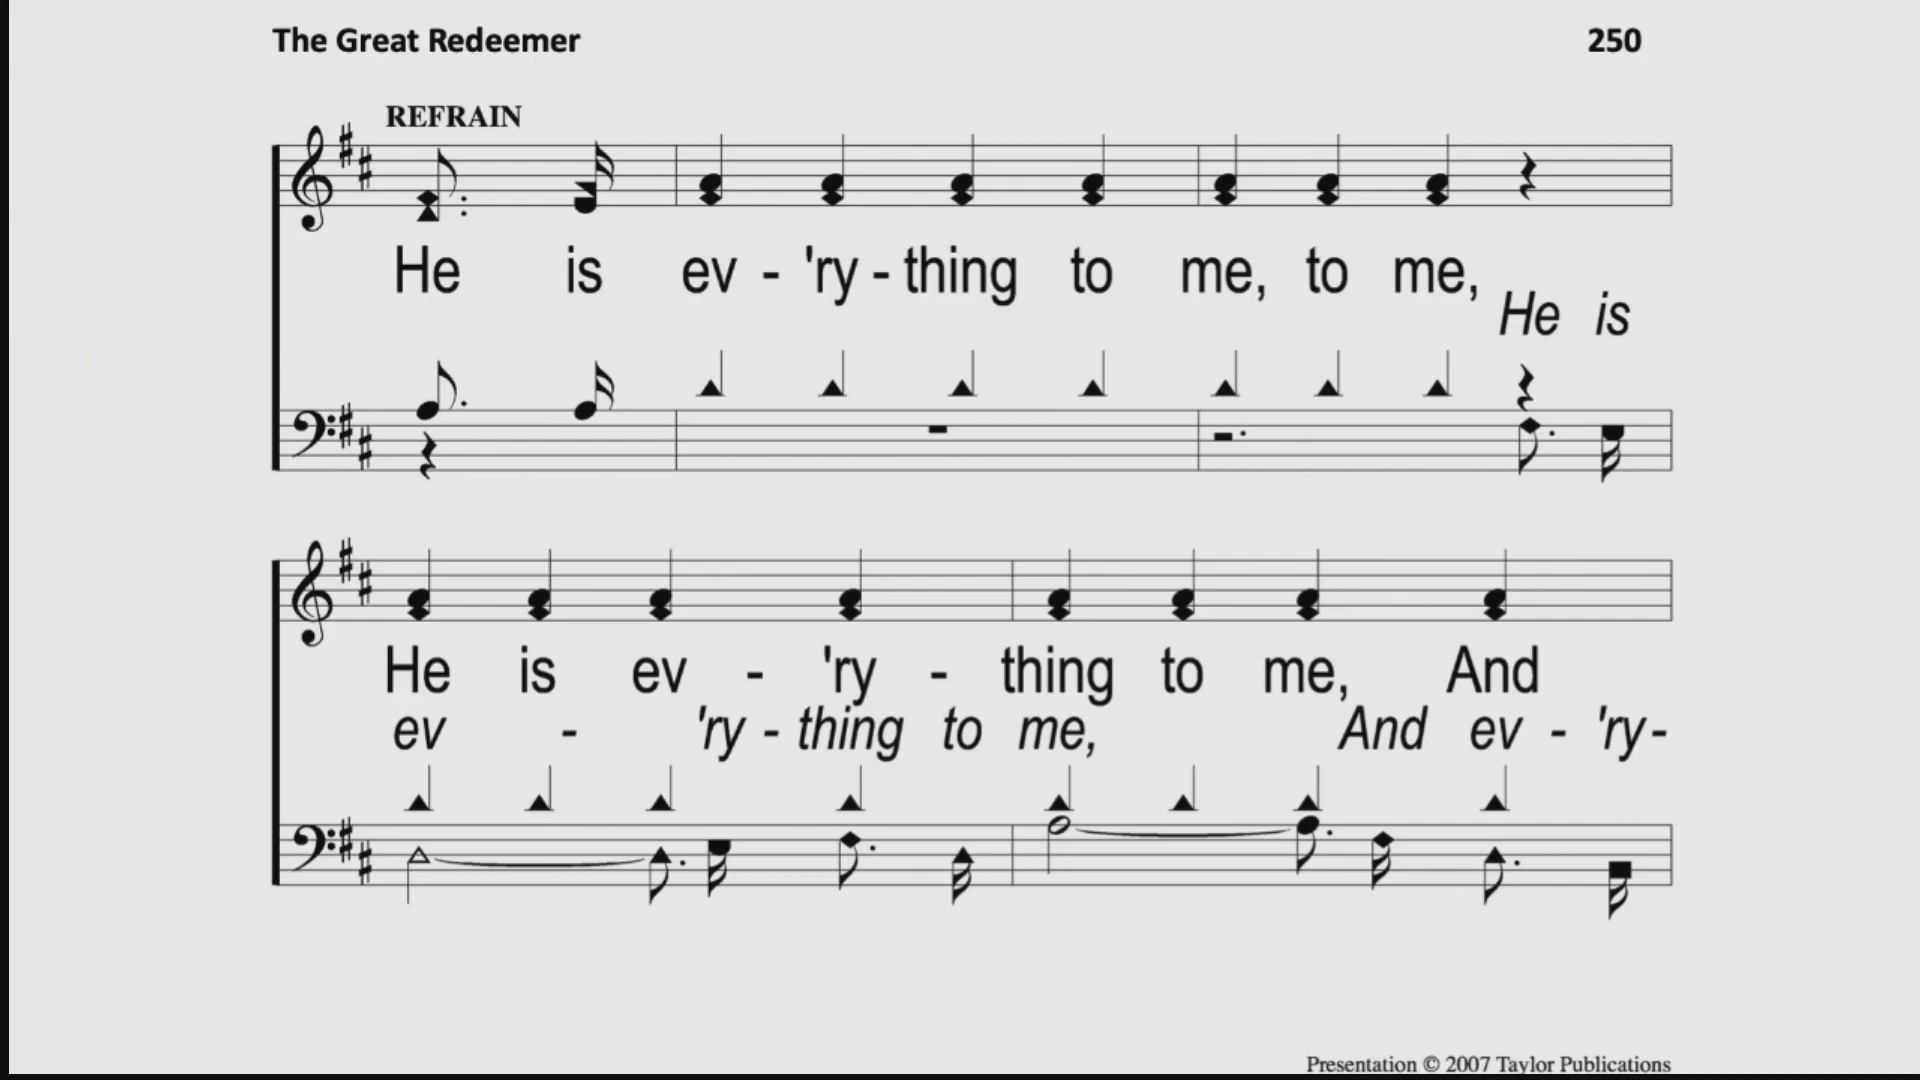 The Great Redeemer 250
REFRAIN
He is ev - 'ry - thing to me, to me,
He is
He is ev - 'ry - thing to me, And
ev - 'ry - thing to me, And ev - 'ry-
Presentation © 2007 Taylor Publications